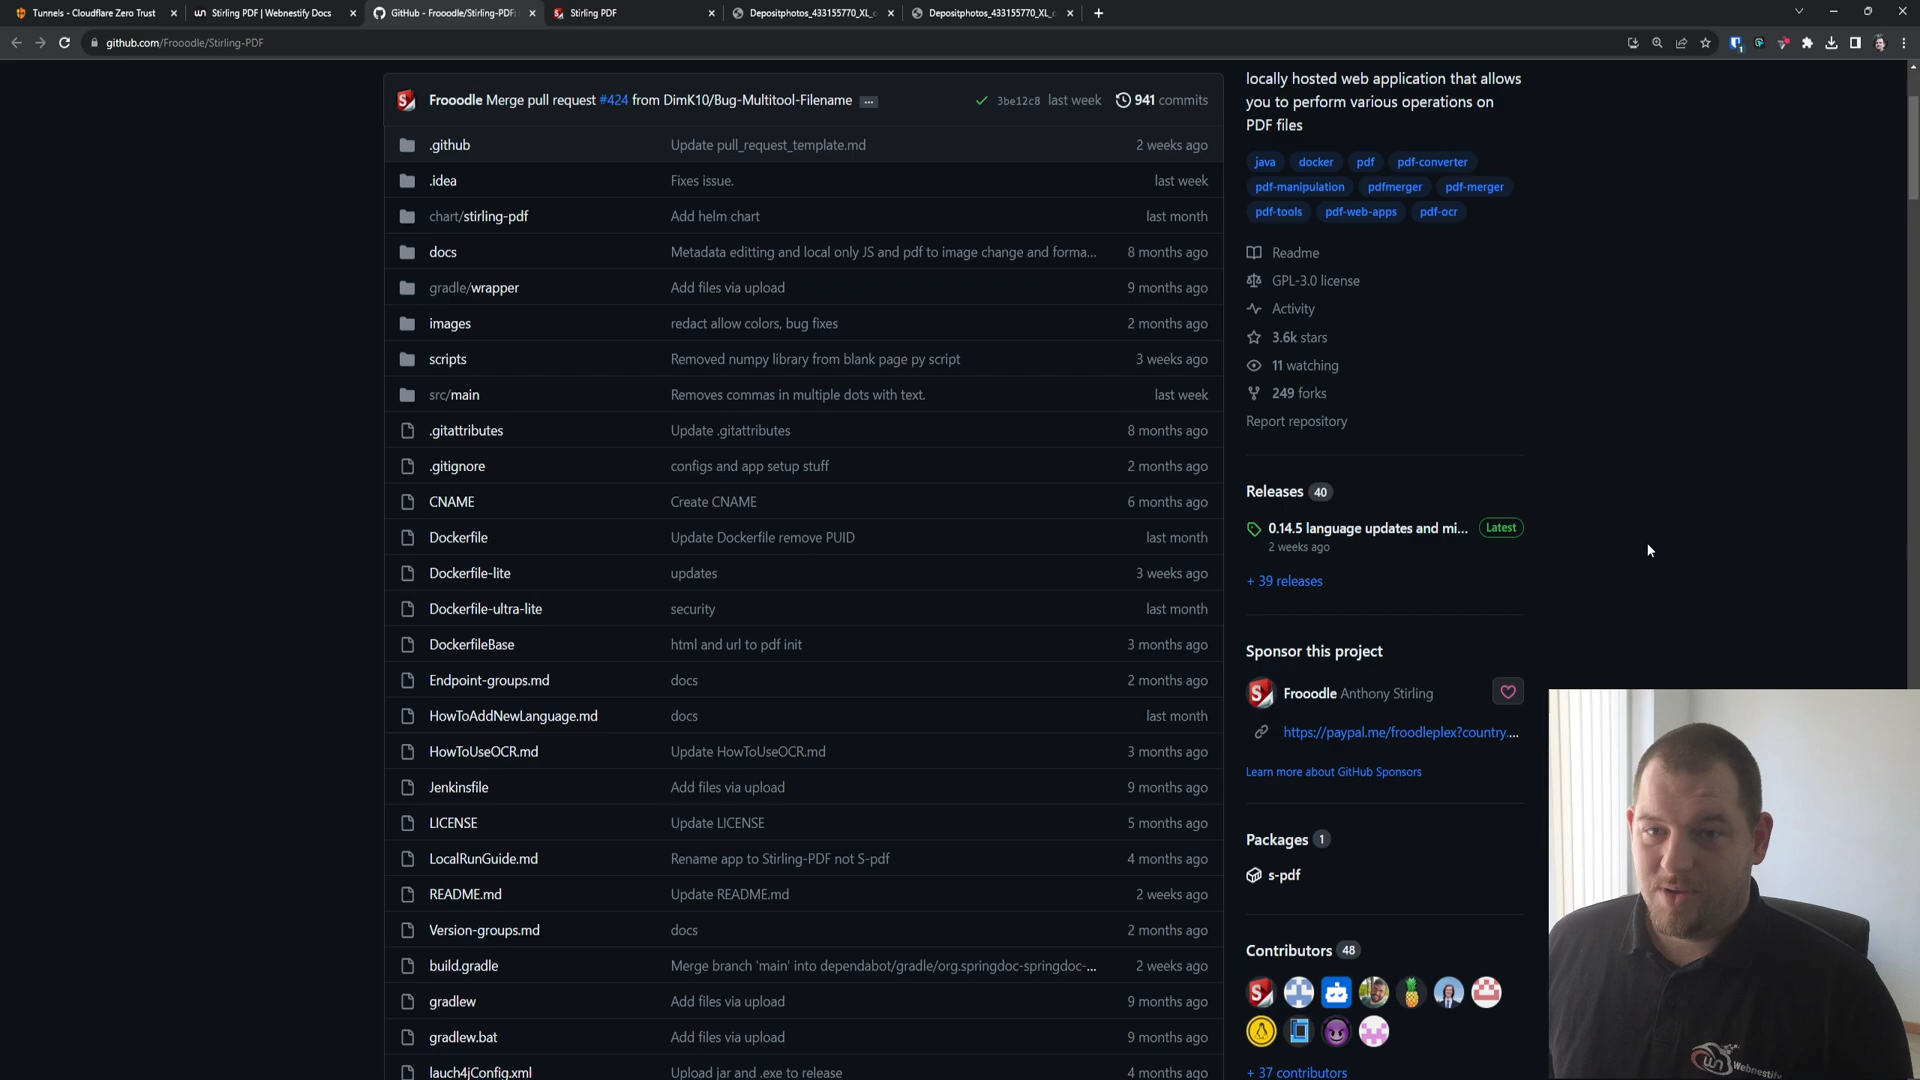 Tunnels - Cloudflare Zero Trust
Stirling PDF | Webnestify Docs
GitHub - Frooodle/Stirling-PDF:
Stirling PDF
Depositphotos_433155770_XL_c
Depositphotos_433155770_XL_c
github.com/Frooodle/Stirling-PDF
Frooodle Merge pull request #424 from DimK10/Bug-Multitool-Filename ...
3be12c8 last week 941 commits
.github Update pull_request_template.md 2 weeks ago
.idea Fixes issue. last week
chart/stirling-pdf Add helm chart last month
docs Metadata editting and local only JS and pdf to image change and forma... 8 months ago
gradle/wrapper Add files via upload 9 months ago
images redact allow colors, bug fixes 2 months ago
scripts Removed numpy library from blank page py script 3 weeks ago
src/main Removes commas in multiple dots with text. last week
.gitattributes Update .gitattributes 8 months ago
.gitignore configs and app setup stuff 2 months ago
CNAME Create CNAME 6 months ago
Dockerfile Update Dockerfile remove PUID last month
Dockerfile-lite updates 3 weeks ago
Dockerfile-ultra-lite security last month
DockerfileBase html and url to pdf init 3 months ago
Endpoint-groups.md docs 2 months ago
HowToAddNewLanguage.md docs last month
HowToUseOCR.md Update HowToUseOCR.md 3 months ago
Jenkinsfile Add files via upload 9 months ago
LICENSE Update LICENSE 5 months ago
LocalRunGuide.md Rename app to Stirling-PDF not S-pdf 4 months ago
README.md Update README.md 2 weeks ago
Version-groups.md docs 2 months ago
build.gradle Merge branch 'main' into dependabot/gradle/org.springdoc-springdoc-... 2 weeks ago
gradlew Add files via upload 9 months ago
gradlew.bat Add files via upload 9 months ago
lauch4jConfig.xml Upload jar and .exe to release 4 months ago
locally hosted web application that allows
you to perform various operations on
PDF files
java docker pdf pdf-converter
pdf-manipulation pdfmerger pdf-merger
pdf-tools pdf-web-apps pdf-ocr
Readme
GPL-3.0 license
Activity
3.6k stars
11 watching
249 forks
Report repository
Releases 40
0.14.5 language updates and mi... Latest
2 weeks ago
+ 39 releases
Sponsor this project
Frooodle Anthony Stirling
https://paypal.me/froodleplex?country....
Learn more about GitHub Sponsors
Packages 1
s-pdf
Contributors 48
+ 37 contributors
Webnestify